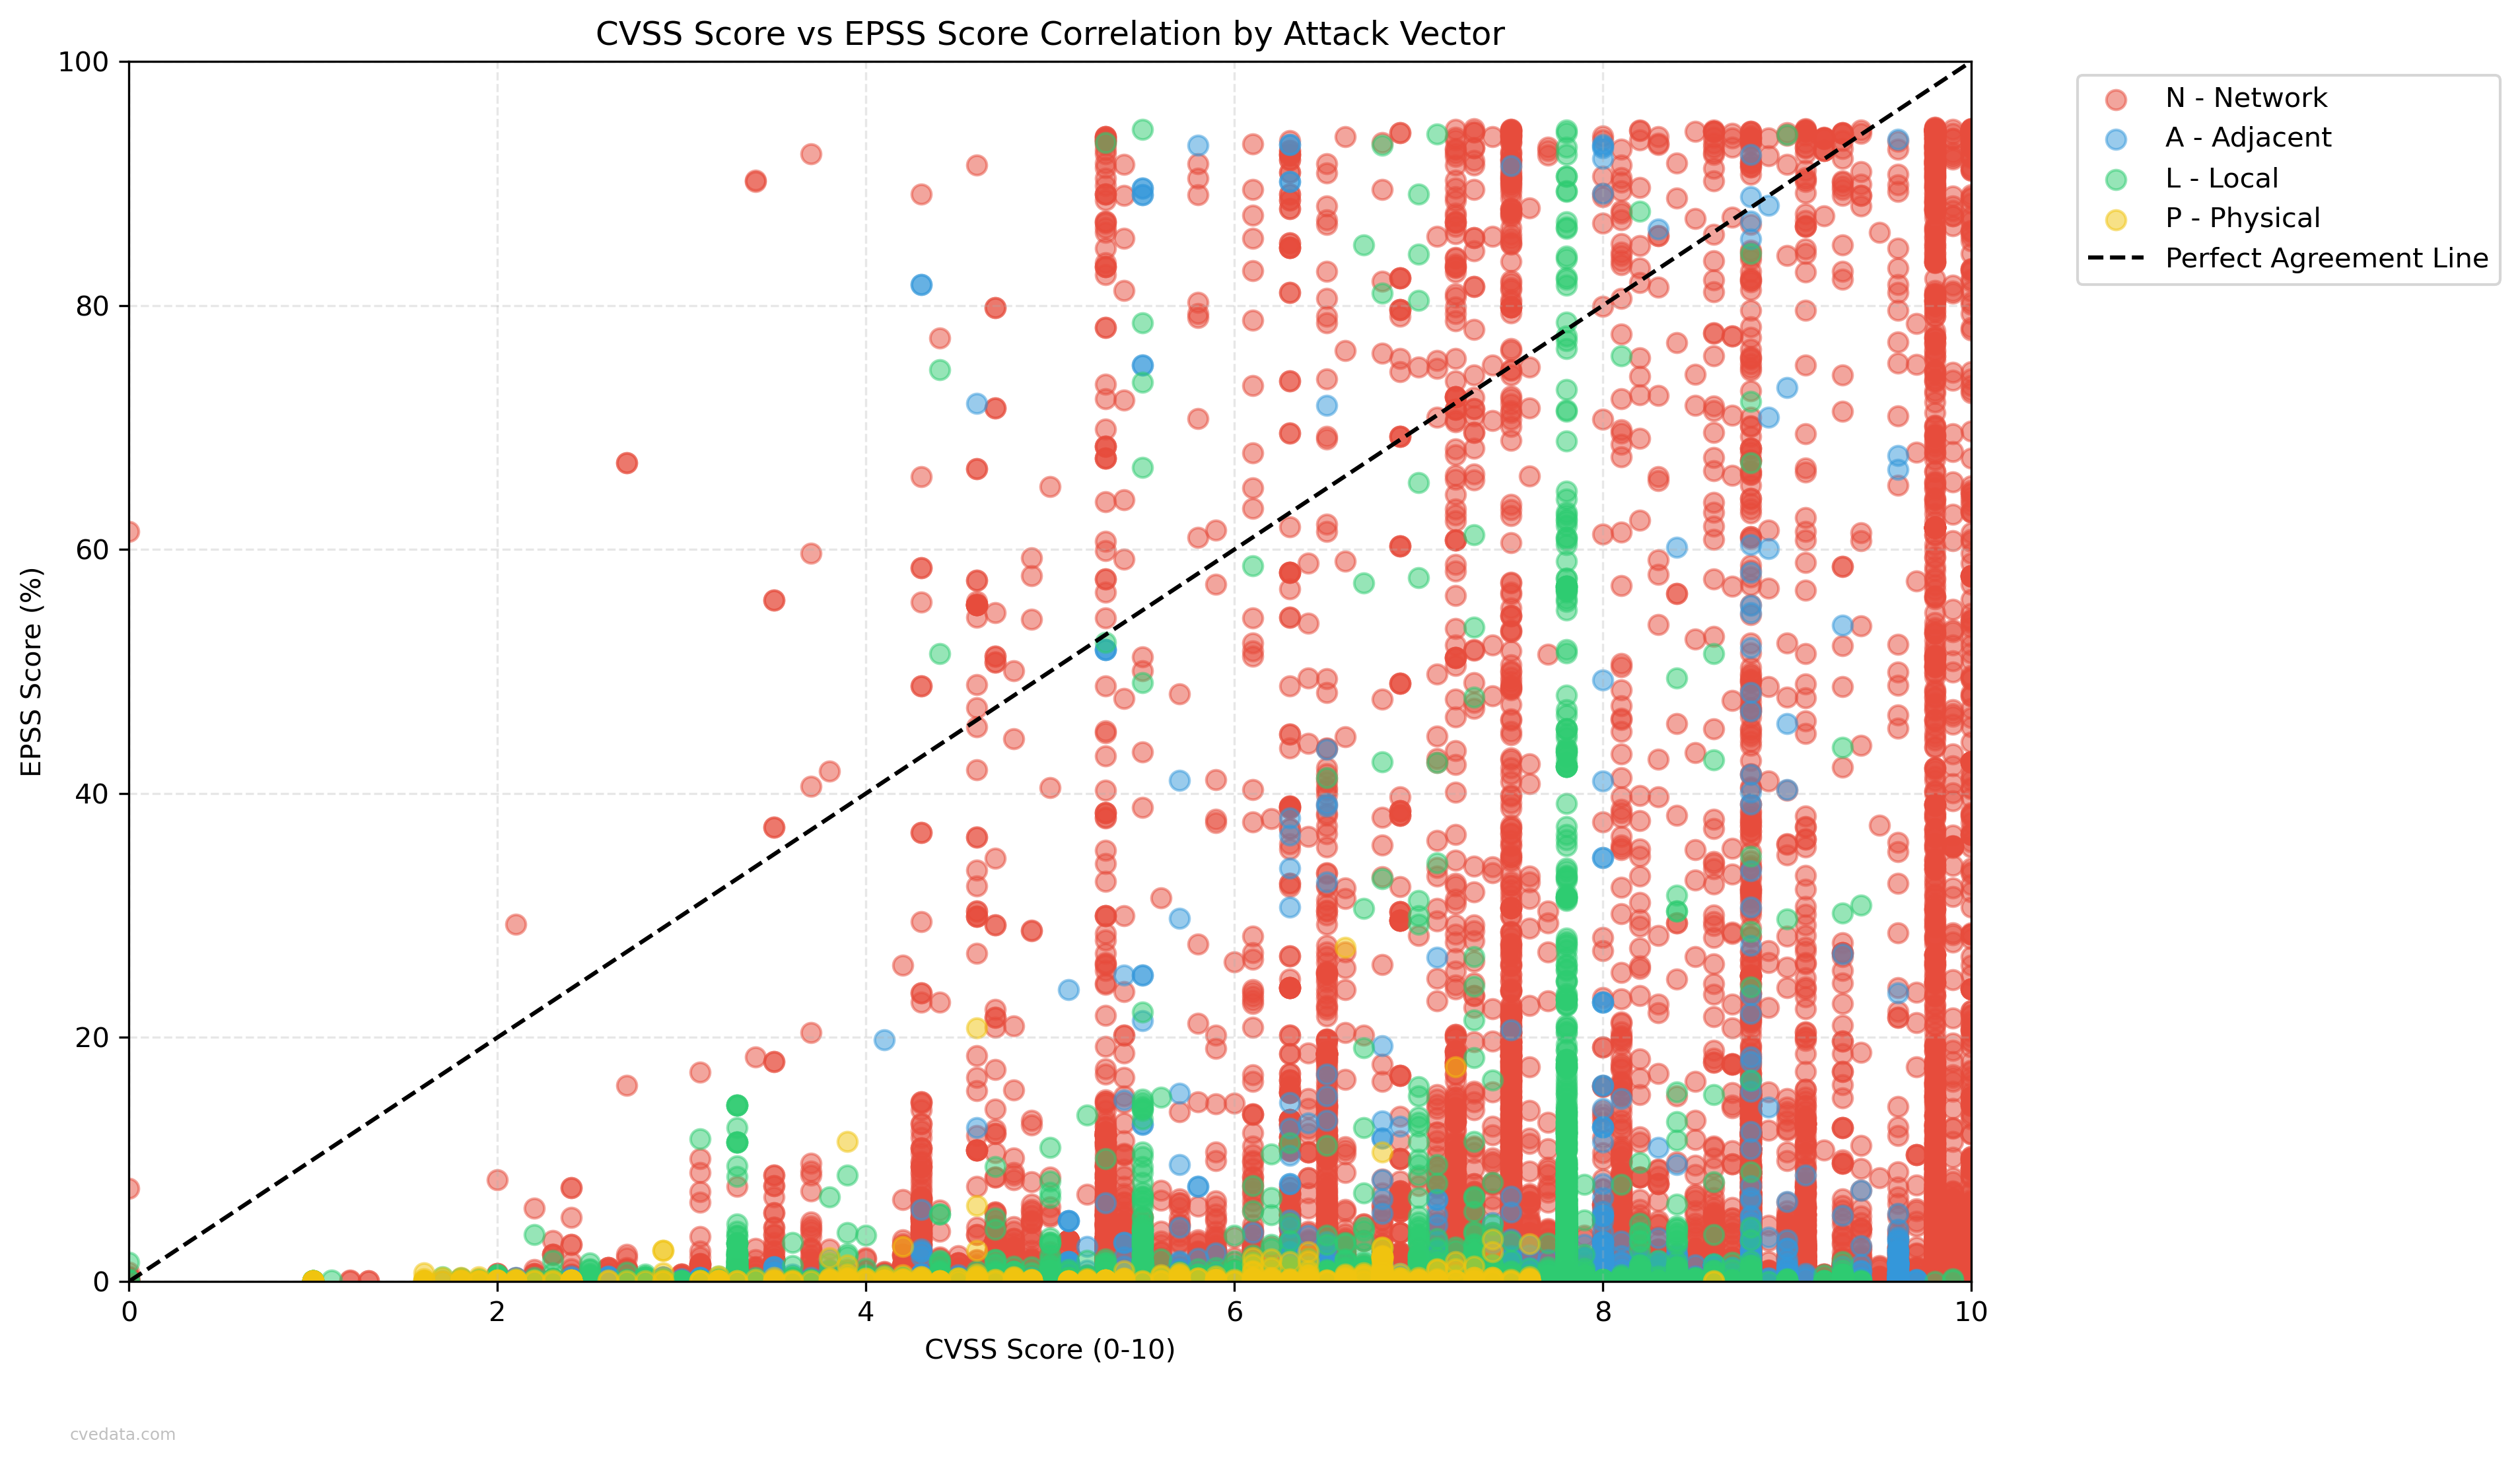 CVSS Score vs EPSS Score Correlation by Attack Vector
100
80
60
40
20
0
EPSS Score (%)
0 2 4 6 8 10
CVSS Score (0-10)
N - Network
A - Adjacent
L - Local
P - Physical
Perfect Agreement Line
cvedata.com